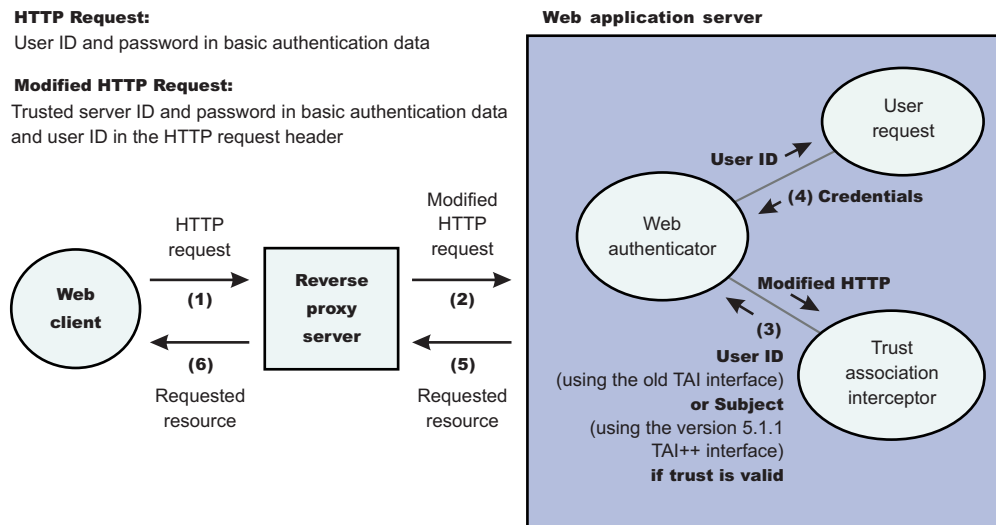 HTTP Request:
User ID and password in basic authentication data
Modified HTTP Request:
Trusted server ID and password in basic authentication data
and user ID in the HTTP request header
Web client
HTTP
request
(1)
(6)
Requested
resource
Reverse
proxy
server
Modified
HTTP
request
(2)
(5)
Requested
resource
Web application server
User
request
User ID
(4) Credentials
Web
authenticator
Modified HTTP
(3)
User ID
(using the old TAI interface)
or Subject
(using the version 5.1.1
TAI++ interface)
if trust is valid
Trust
association
interceptor